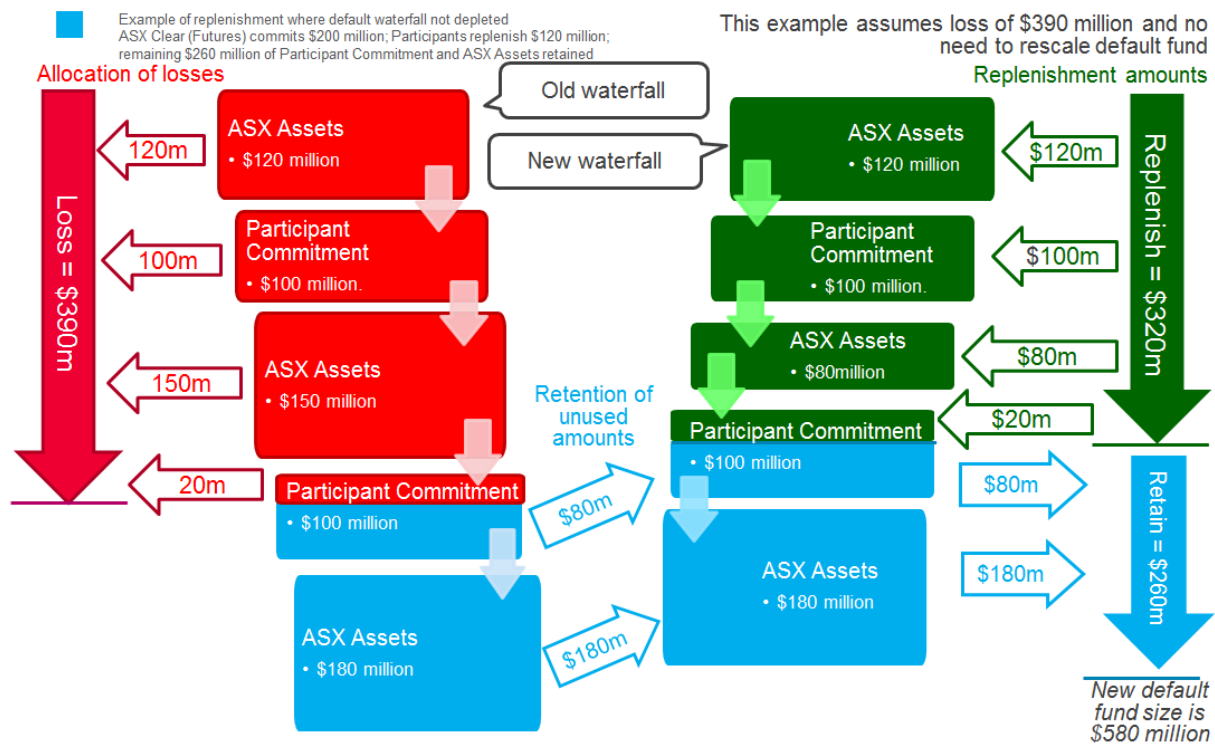 Example of replenishment where default waterfall not depleted
ASX Clear (Futures) commits $200 million; Participants replenish $120 million;
remaining $260 million of Participant Commitment and ASX Assets retained
This example assumes loss of $390 million and no
need to rescale default fund
Allocation of losses
Replenishment amounts
Old waterfall
New waterfall
Loss = $390m
120m
ASX Assets
• $120 million
100m
Participant
Commitment
• $100 million.
150m
ASX Assets
• $150 million
20m
Participant Commitment
• $100 million
ASX Assets
• $180 million
Retention of
unused
amounts
$80m
$180m
ASX Assets
• $120 million
$120m
Participant
Commitment
• $100 million.
$100m
ASX Assets
• $80million
$80m
Participant Commitment
• $100 million
$20m
$80m
ASX Assets
• $180 million
$180m
Replenish = $320m
Retain = $260m
New default
fund size is
$580 million